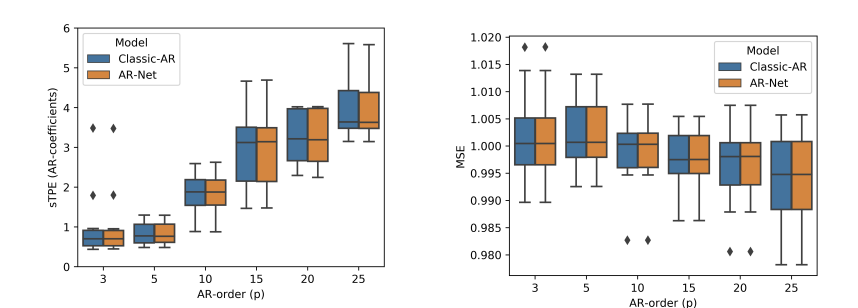 6
5
4
3
2
1
0
sTPE (AR-coefficients)
Model
Classic-AR
AR-Net
3 5 10 15 20 25
AR-order (p)
1.020
1.015
1.010
1.005
1.000
0.995
0.990
0.985
0.980
MSE
Model
Classic-AR
AR-Net
3 5 10 15 20 25
AR-order (p)